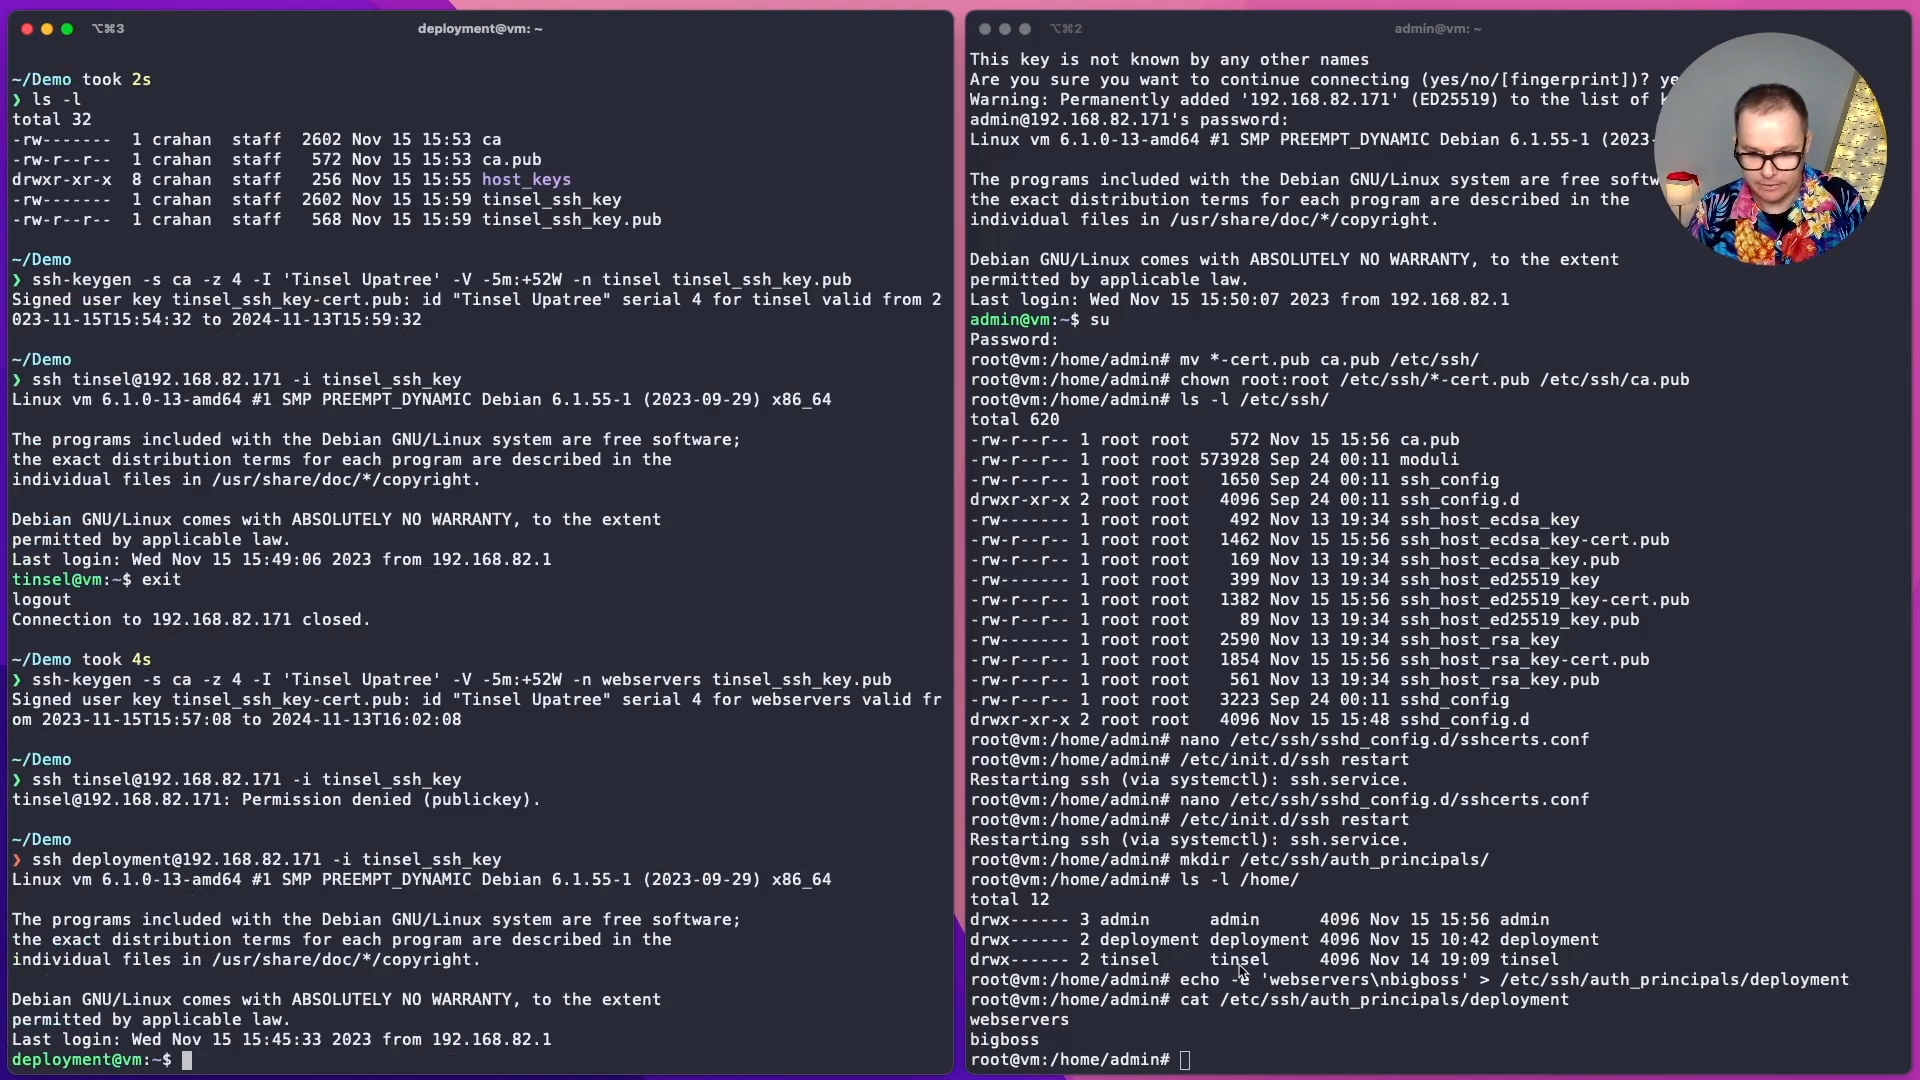 ⌥⌘3
deployment@vm: ~
~/Demo took 2s
❯ ls -l
total 32
-rw-------  1 crahan  staff  2602 Nov 15 15:53 ca
-rw-r--r--  1 crahan  staff   572 Nov 15 15:53 ca.pub
drwxr-xr-x  8 crahan  staff   256 Nov 15 15:55 host_keys
-rw-------  1 crahan  staff  2602 Nov 15 15:59 tinsel_ssh_key
-rw-r--r--  1 crahan  staff   568 Nov 15 15:59 tinsel_ssh_key.pub
~/Demo
❯ ssh-keygen -s ca -z 4 -I 'Tinsel Upatree' -V -5m:+52W -n tinsel tinsel_ssh_key.pub
Signed user key tinsel_ssh_key-cert.pub: id "Tinsel Upatree" serial 4 for tinsel valid from 2
023-11-15T15:54:32 to 2024-11-13T15:59:32
~/Demo
❯ ssh tinsel@192.168.82.171 -i tinsel_ssh_key
Linux vm 6.1.0-13-amd64 #1 SMP PREEMPT_DYNAMIC Debian 6.1.55-1 (2023-09-29) x86_64
The programs included with the Debian GNU/Linux system are free software;
the exact distribution terms for each program are described in the
individual files in /usr/share/doc/*/copyright.
Debian GNU/Linux comes with ABSOLUTELY NO WARRANTY, to the extent
permitted by applicable law.
Last login: Wed Nov 15 15:49:06 2023 from 192.168.82.1
tinsel@vm:~$ exit
logout
Connection to 192.168.82.171 closed.
~/Demo took 4s
❯ ssh-keygen -s ca -z 4 -I 'Tinsel Upatree' -V -5m:+52W -n webservers tinsel_ssh_key.pub
Signed user key tinsel_ssh_key-cert.pub: id "Tinsel Upatree" serial 4 for webservers valid fr
om 2023-11-15T15:57:08 to 2024-11-13T16:02:08
~/Demo
❯ ssh tinsel@192.168.82.171 -i tinsel_ssh_key
tinsel@192.168.82.171: Permission denied (publickey).
~/Demo
❯ ssh deployment@192.168.82.171 -i tinsel_ssh_key
Linux vm 6.1.0-13-amd64 #1 SMP PREEMPT_DYNAMIC Debian 6.1.55-1 (2023-09-29) x86_64
The programs included with the Debian GNU/Linux system are free software;
the exact distribution terms for each program are described in the
individual files in /usr/share/doc/*/copyright.
Debian GNU/Linux comes with ABSOLUTELY NO WARRANTY, to the extent
permitted by applicable law.
Last login: Wed Nov 15 15:45:33 2023 from 192.168.82.1
deployment@vm:~$
⌥⌘2
admin@vm: ~
This key is not known by any other names
Are you sure you want to continue connecting (yes/no/[fingerprint])? ye
Warning: Permanently added '192.168.82.171' (ED25519) to the list of
admin@192.168.82.171's password:
Linux vm 6.1.0-13-amd64 #1 SMP PREEMPT_DYNAMIC Debian 6.1.55-1 (2023-
The programs included with the Debian GNU/Linux system are free softw
the exact distribution terms for each program are described in the
individual files in /usr/share/doc/*/copyright.
Debian GNU/Linux comes with ABSOLUTELY NO WARRANTY, to the extent
permitted by applicable law.
Last login: Wed Nov 15 15:50:07 2023 from 192.168.82.1
admin@vm:~$ su
Password:
root@vm:/home/admin# mv *-cert.pub ca.pub /etc/ssh/
root@vm:/home/admin# chown root:root /etc/ssh/*-cert.pub /etc/ssh/ca.pub
root@vm:/home/admin# ls -l /etc/ssh/
total 620
-rw-r--r-- 1 root root    572 Nov 15 15:56 ca.pub
-rw-r--r-- 1 root root 573928 Sep 24 00:11 moduli
-rw-r--r-- 1 root root   1650 Sep 24 00:11 ssh_config
drwxr-xr-x 2 root root   4096 Sep 24 00:11 ssh_config.d
-rw------- 1 root root    492 Nov 13 19:34 ssh_host_ecdsa_key
-rw-r--r-- 1 root root   1462 Nov 15 15:56 ssh_host_ecdsa_key-cert.pub
-rw-r--r-- 1 root root    169 Nov 13 19:34 ssh_host_ecdsa_key.pub
-rw------- 1 root root    399 Nov 13 19:34 ssh_host_ed25519_key
-rw-r--r-- 1 root root   1382 Nov 15 15:56 ssh_host_ed25519_key-cert.pub
-rw-r--r-- 1 root root     89 Nov 13 19:34 ssh_host_ed25519_key.pub
-rw------- 1 root root   2590 Nov 13 19:34 ssh_host_rsa_key
-rw-r--r-- 1 root root   1854 Nov 15 15:56 ssh_host_rsa_key-cert.pub
-rw-r--r-- 1 root root    561 Nov 13 19:34 ssh_host_rsa_key.pub
-rw-r--r-- 1 root root   3223 Sep 24 00:11 sshd_config
drwxr-xr-x 2 root root   4096 Nov 15 15:48 sshd_config.d
root@vm:/home/admin# nano /etc/ssh/sshd_config.d/sshcerts.conf
root@vm:/home/admin# /etc/init.d/ssh restart
Restarting ssh (via systemctl): ssh.service.
root@vm:/home/admin# nano /etc/ssh/sshd_config.d/sshcerts.conf
root@vm:/home/admin# /etc/init.d/ssh restart
Restarting ssh (via systemctl): ssh.service.
root@vm:/home/admin# mkdir /etc/ssh/auth_principals/
root@vm:/home/admin# ls -l /home/
total 12
drwx------ 3 admin      admin      4096 Nov 15 15:56 admin
drwx------ 2 deployment deployment 4096 Nov 15 10:42 deployment
drwx------ 2 tinsel     tinsel     4096 Nov 14 19:09 tinsel
root@vm:/home/admin# echo -e 'webservers\nbigboss' > /etc/ssh/auth_principals/deployment
root@vm:/home/admin# cat /etc/ssh/auth_principals/deployment
webservers
bigboss
root@vm:/home/admin#